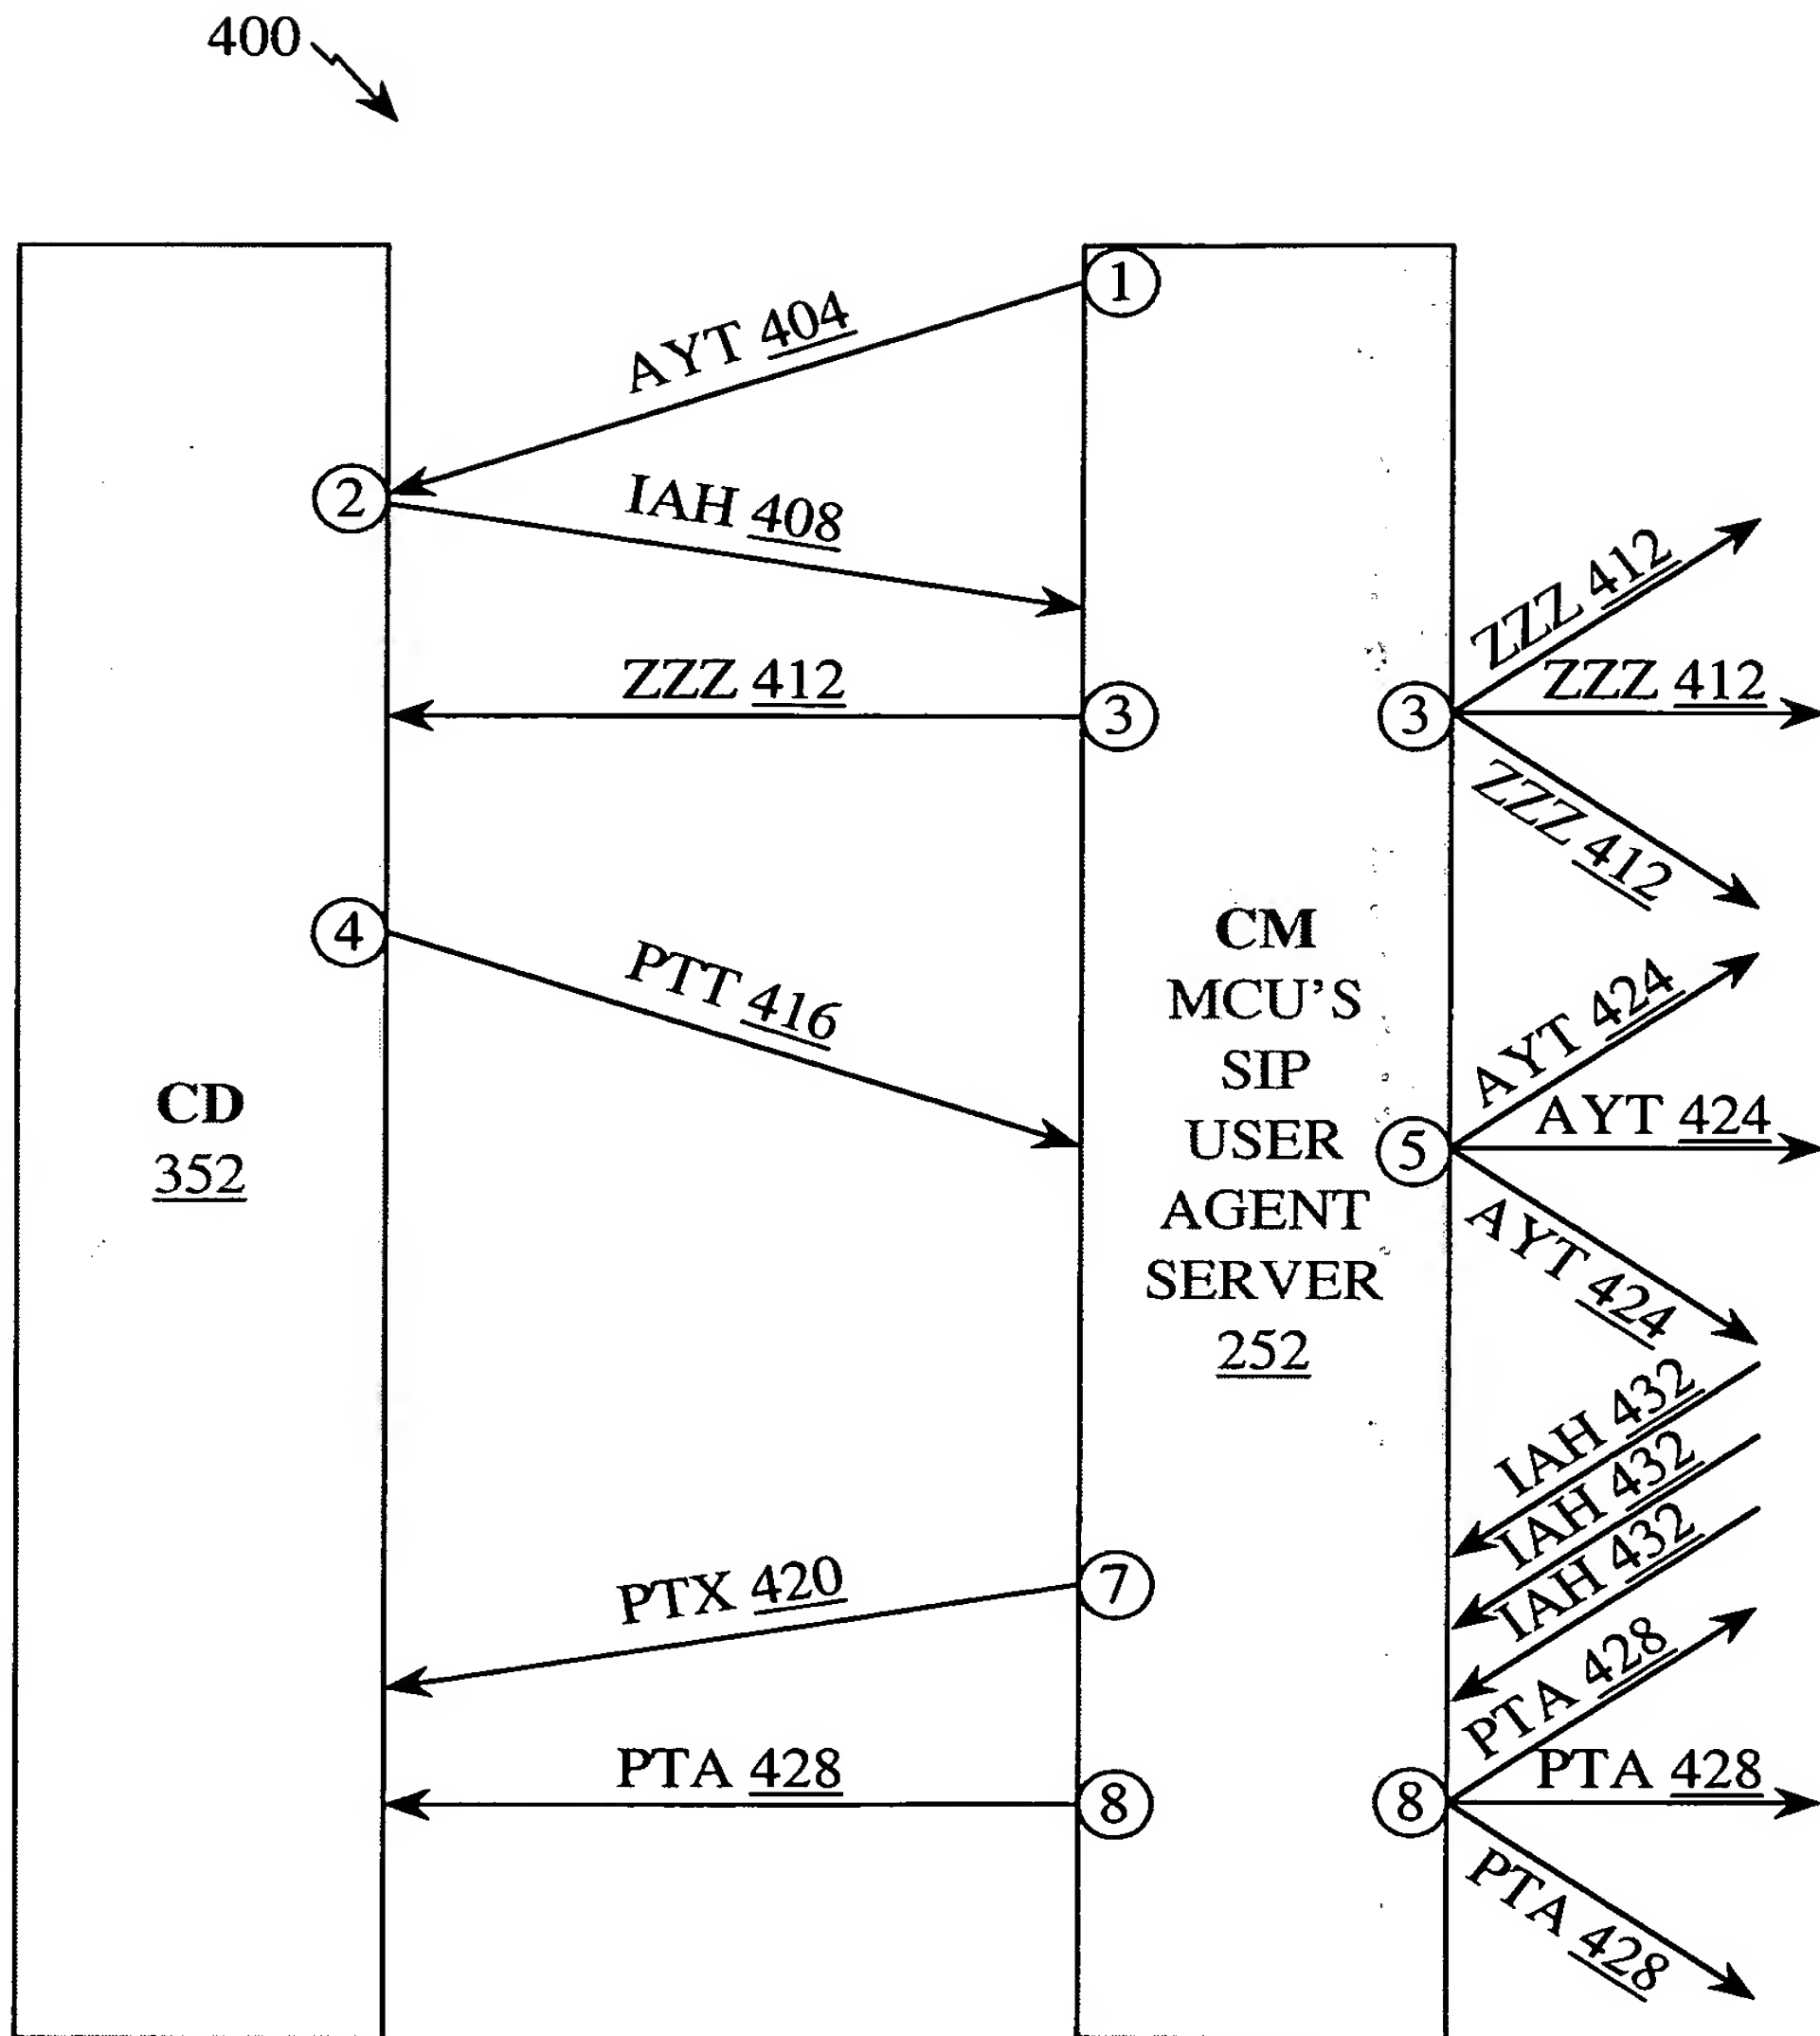 400
1
AYT 404
2
IAH 408
ZZZ 412
ZZZ 412
3
3
ZZZ 412
ZZZ 412
4
PTT 416
CM
MCU'S
SIP
USER
AGENT
SERVER
252
CD
352
AYT 424
AYT 424
5
AYT 424
IAH 432
IAH 432
IAH 432
7
PTX 420
PTA 428
PTA 428
8
8
PTA 428
PTA 428